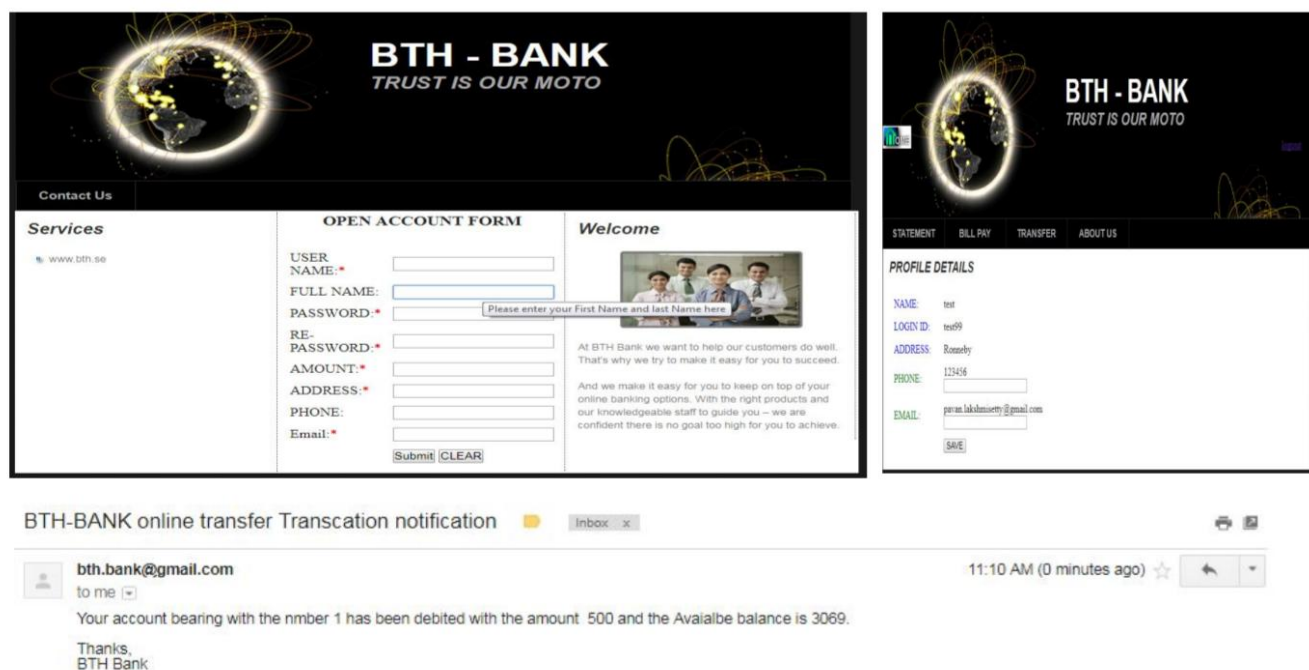 BTH - BANK
TRUST IS OUR MOTO
Contact Us
Services
www.bth.se
OPEN ACCOUNT FORM
USER
NAME:*
FULL NAME:
Please enter your First Name and last Name here
PASSWORD:*
RE-
PASSWORD:*
AMOUNT:*
ADDRESS:*
PHONE:
Email:*
Submit CLEAR
Welcome
At BTH Bank we want to help our customers do well.
That's why we try to make it easy for you to succeed.
And we make it easy for you to keep on top of your
online banking options. With the right products and
our knowledgeable staff to guide you – we are
confident there is no goal too high for you to achieve.
BTH - BANK
TRUST IS OUR MOTO
logout
STATEMENT BILL PAY TRANSFER ABOUT US
PROFILE DETAILS
NAME: test
LOGIN ID: test99
ADDRESS: Ronneby
PHONE: 123456
EMAIL: pavan.lakshmisetty@gmail.com
SAVE
BTH-BANK online transfer Transcation notification Inbox x
bth.bank@gmail.com 11:10 AM (0 minutes ago)
to me
Your account bearing with the nmber 1 has been debited with the amount 500 and the Avaialbe balance is 3069.
Thanks,
BTH Bank